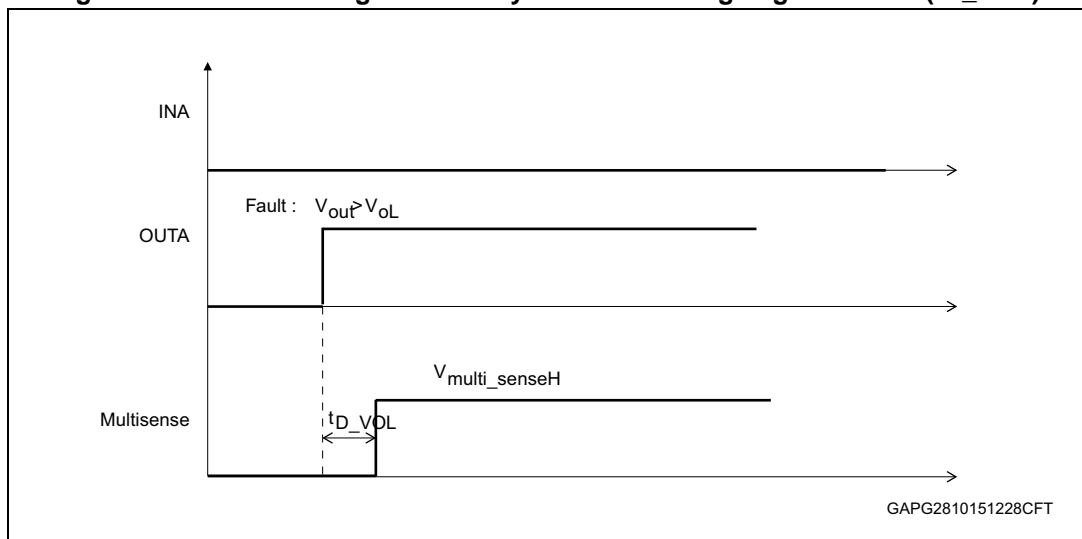 INA
Fault : Vout>VoL
OUTA
Vmulti_senseH
Multisense
tD_VOL
GAPG2810151228CFT